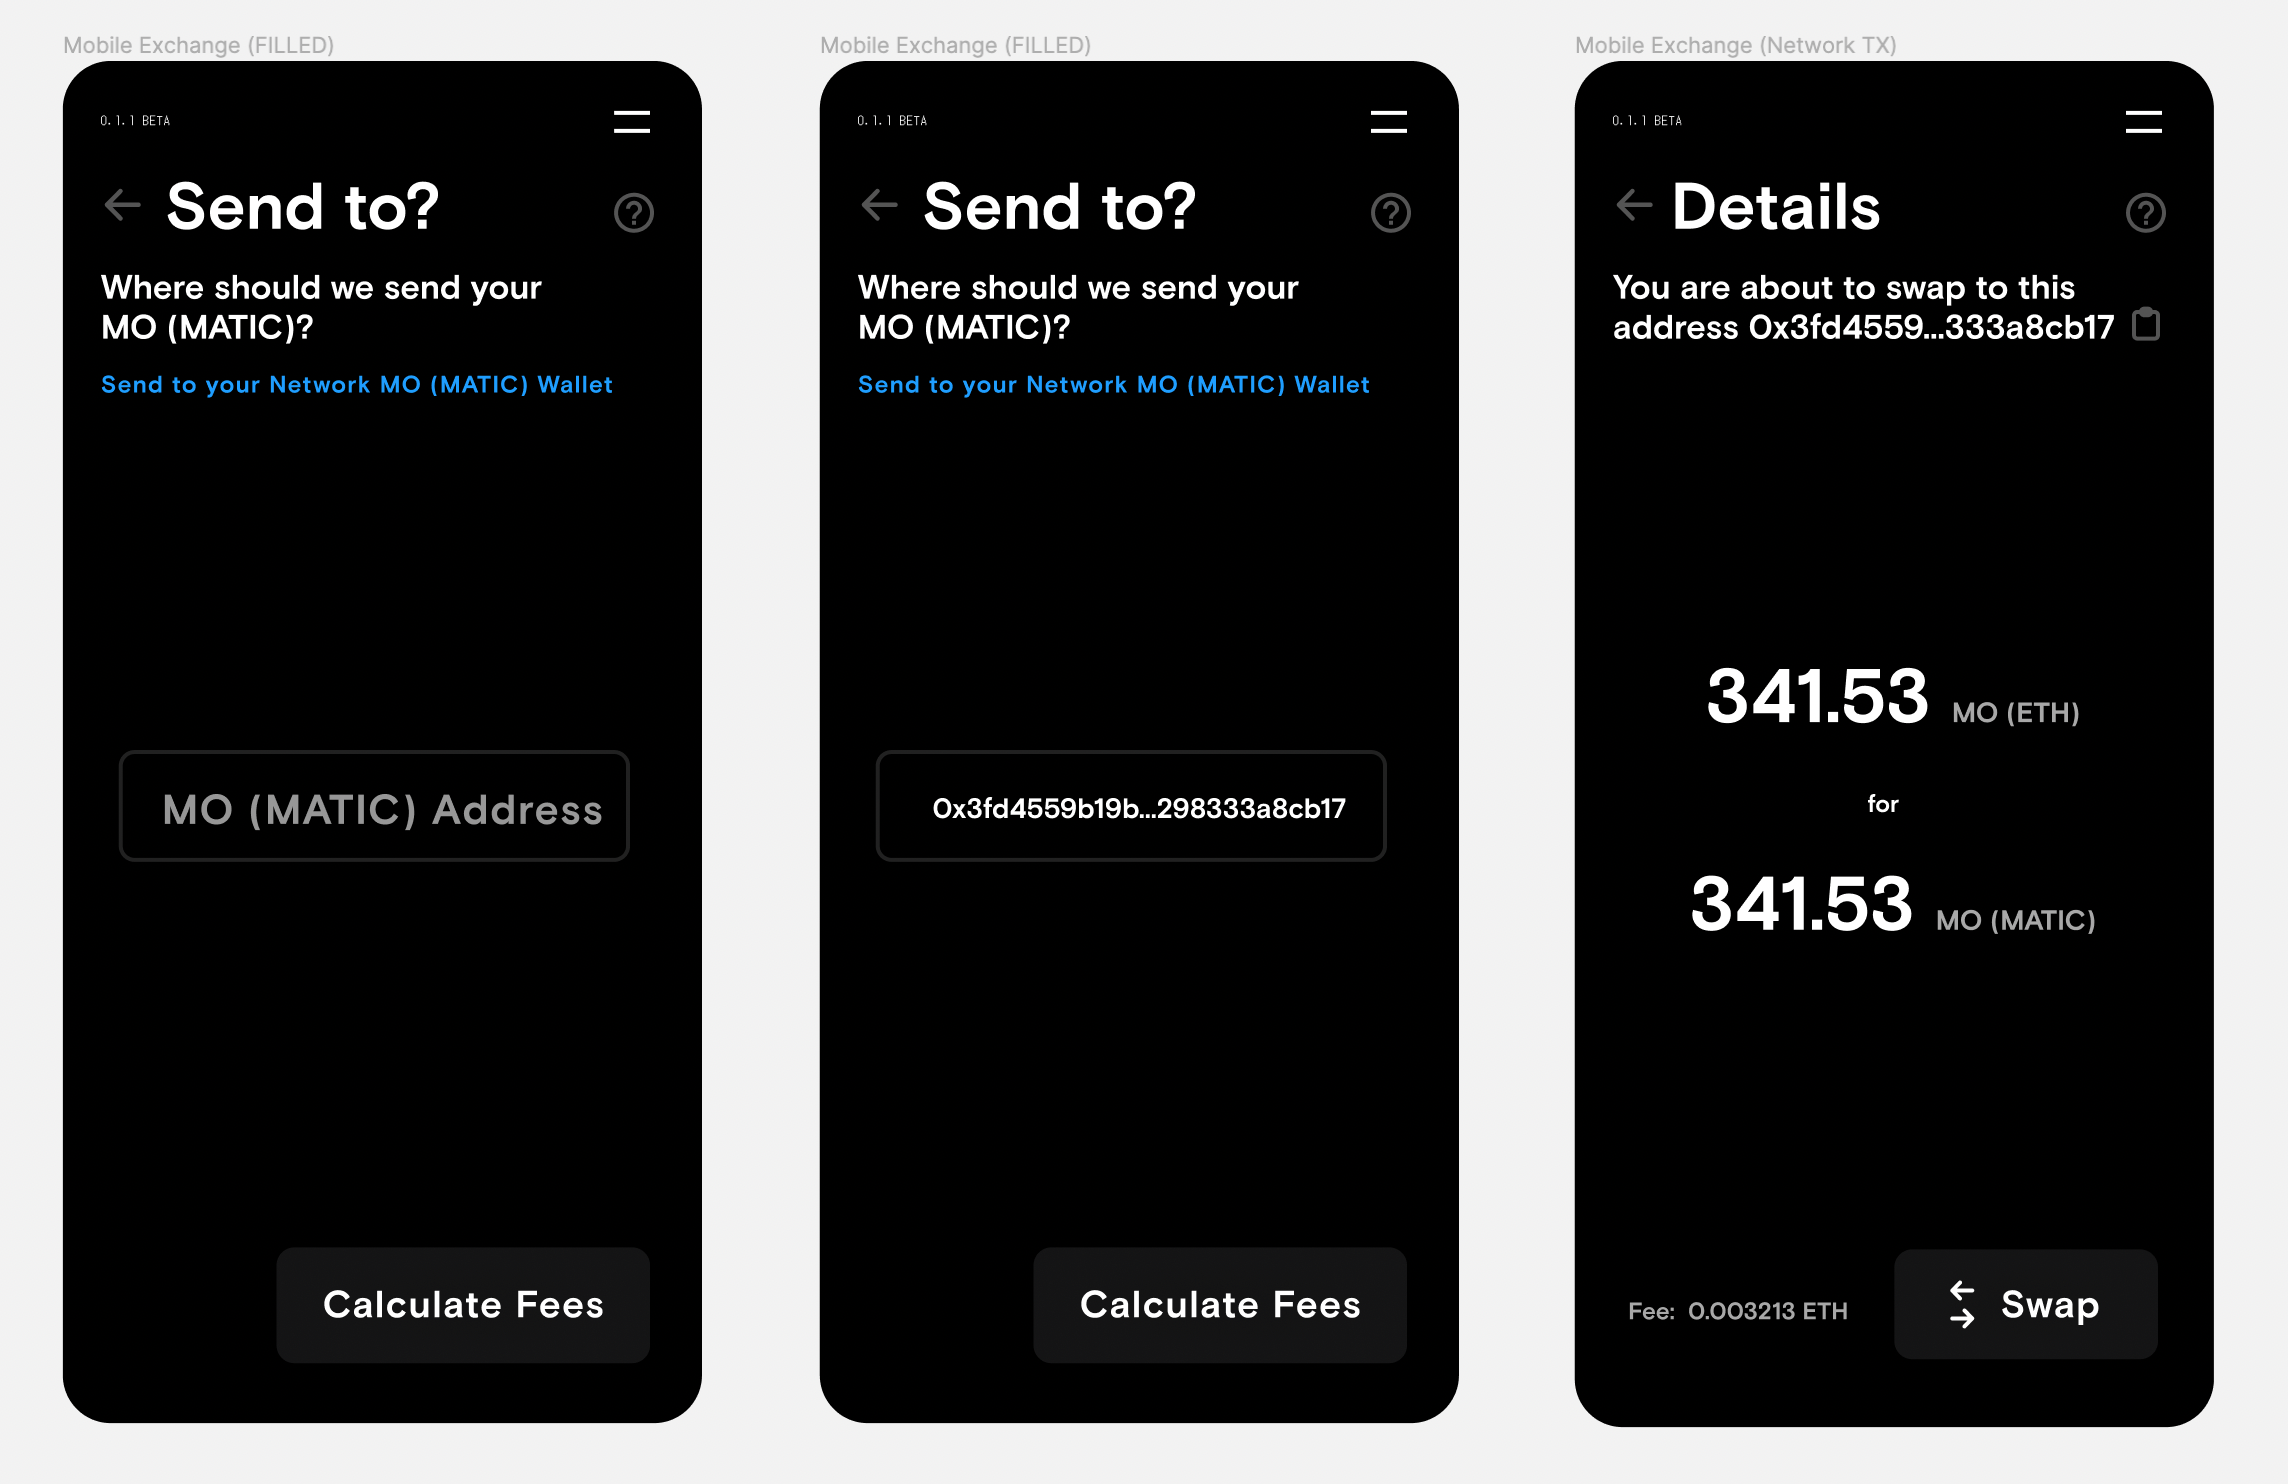 Mobile Exchange (FILLED)
0.1.1 BETA
Send to?
Where should we send your
MO (MATIC)?
Send to your Network MO (MATIC) Wallet
MO (MATIC) Address
Calculate Fees
Mobile Exchange (FILLED)
0.1.1 BETA
Send to?
Where should we send your
MO (MATIC)?
Send to your Network MO (MATIC) Wallet
0x3fd4559b19b...298333a8cb17
Calculate Fees
Mobile Exchange (Network TX)
0.1.1 BETA
Details
You are about to swap to this
address 0x3fd4559...333a8cb17
341.53 MO (ETH)
for
341.53 MO (MATIC)
Fee: 0.003213 ETH
Swap